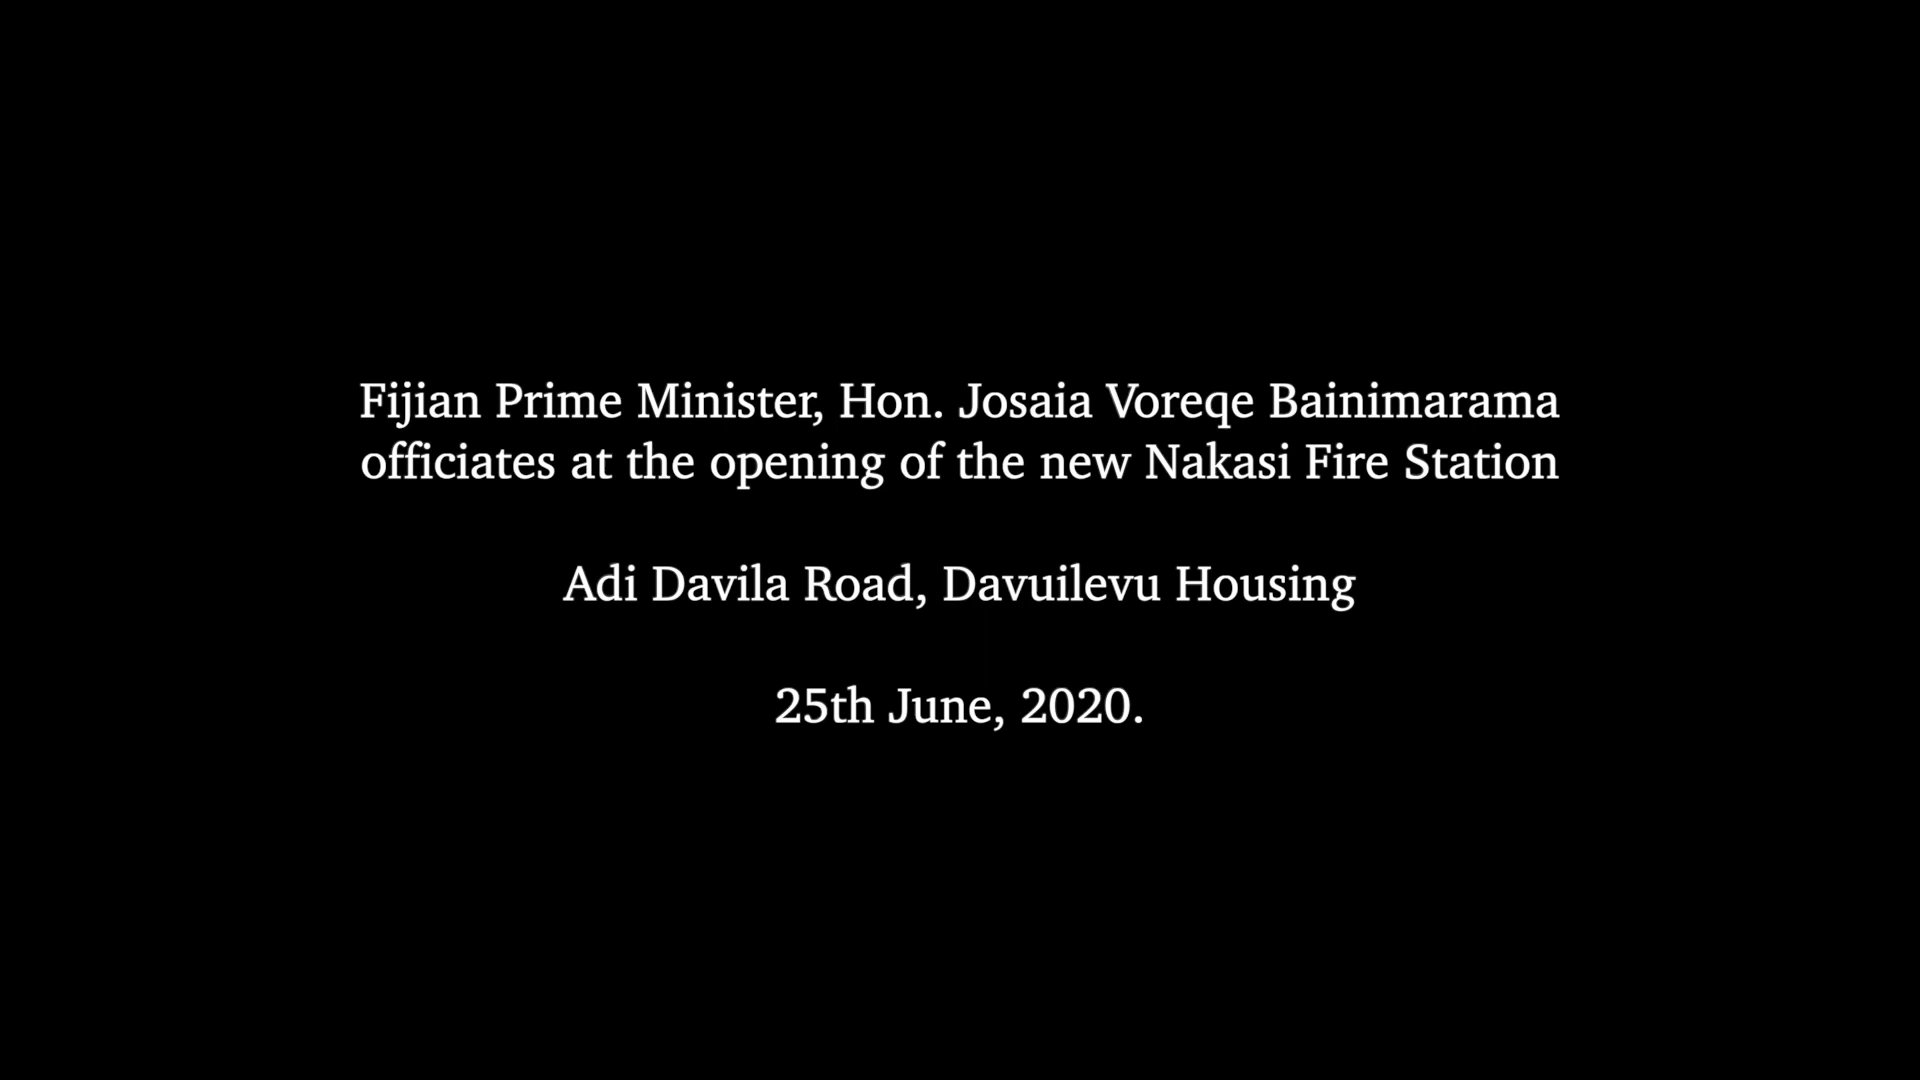 Fijian Prime Minister, Hon. Josaia Voreqe Bainimarama
officiates at the opening of the new Nakasi Fire Station
Adi Davila Road, Davuilevu Housing
25th June, 2020.